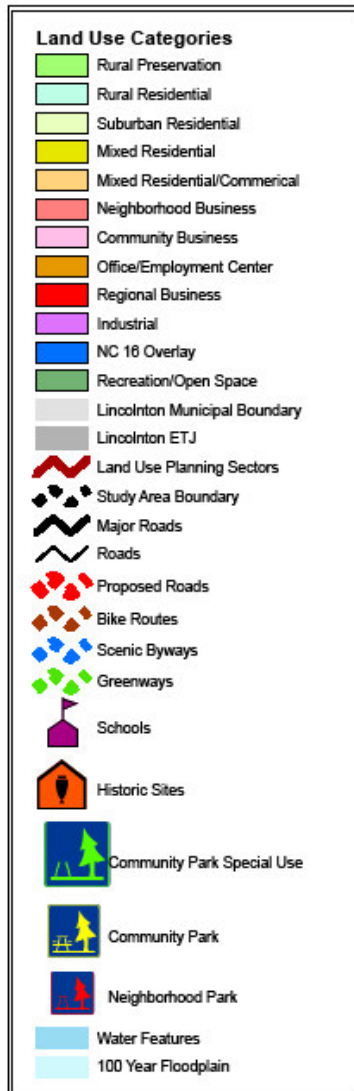 Land Use Categories
Rural Preservation
Rural Residential
Suburban Residential
Mixed Residential
Mixed Residential/Commerical
Neighborhood Business
Community Business
Office/Employment Center
Regional Business
Industrial
NC 16 Overlay
Recreation/Open Space
Lincolnton Municipal Boundary
Lincolnton ETJ
Land Use Planning Sectors
Study Area Boundary
Major Roads
Roads
Proposed Roads
Bike Routes
Scenic Byways
Greenways
Schools
Historic Sites
Community Park Special Use
Community Park
Neighborhood Park
Water Features
100 Year Floodplain